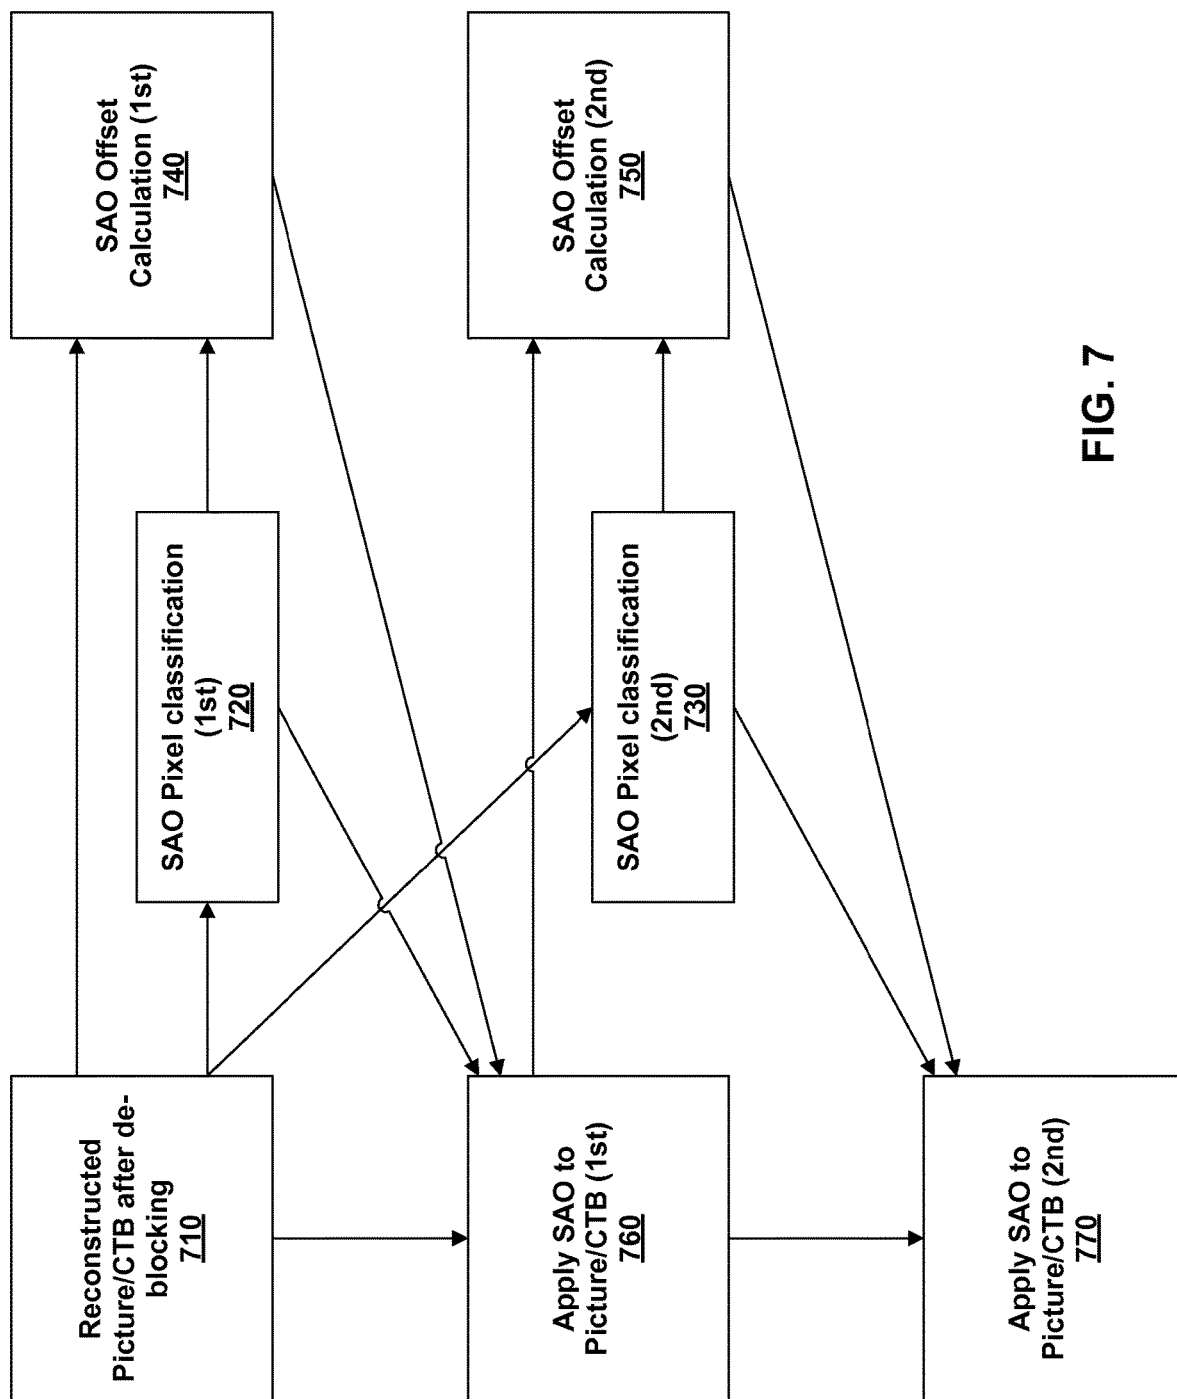 Reconstructed
Picture/CTB after de-
blocking
710
SAO Pixel classification
(1st)
720
SAO Offset
Calculation (1st)
740
Apply SAO to
Picture/CTB (1st)
760
SAO Pixel classification
(2nd)
730
SAO Offset
Calculation (2nd)
750
Apply SAO to
Picture/CTB (2nd)
770
FIG. 7